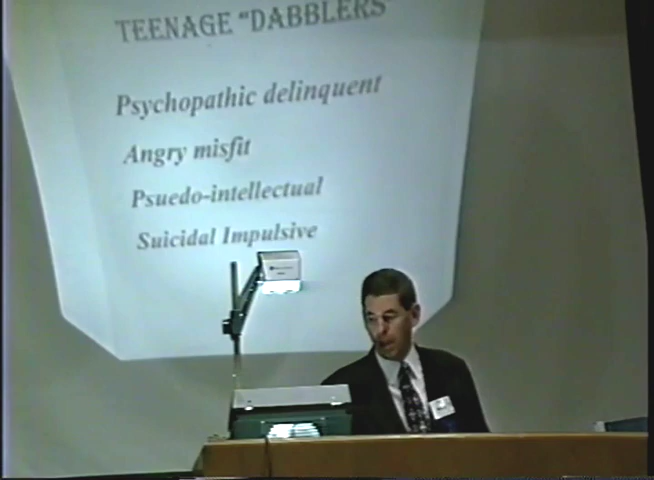 TEENAGE "DABBLERS
Psychopathic delinquent
Angry misfit
Psuedo-intellectual
Suicidal Impulsive